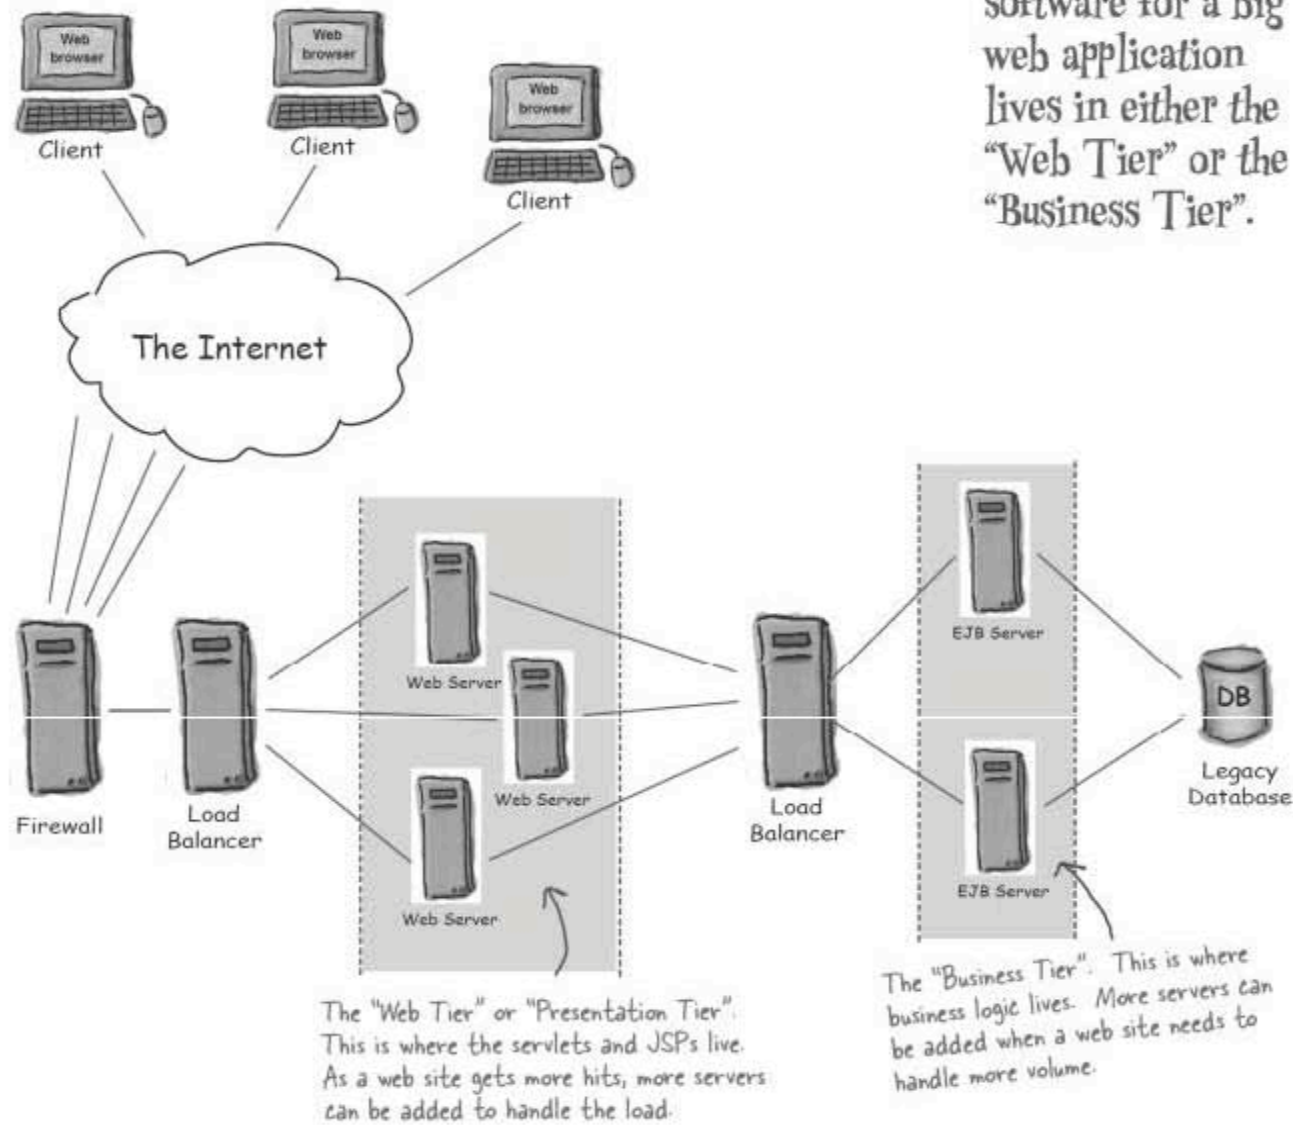 software for a big
web application
lives in either the
“Web Tier” or the
“Business Tier”.
Web
browser
Client
Web
browser
Client
Web
browser
Client
The Internet
Firewall
Load
Balancer
Web Server
Web Server
Web Server
Load
Balancer
EJB Server
EJB Server
DB
Legacy
Database
The "Web Tier" or "Presentation Tier".
This is where the servlets and JSPs live.
As a web site gets more hits, more servers
can be added to handle the load.
The "Business Tier". This is where
business logic lives. More servers can
be added when a web site needs to
handle more volume.